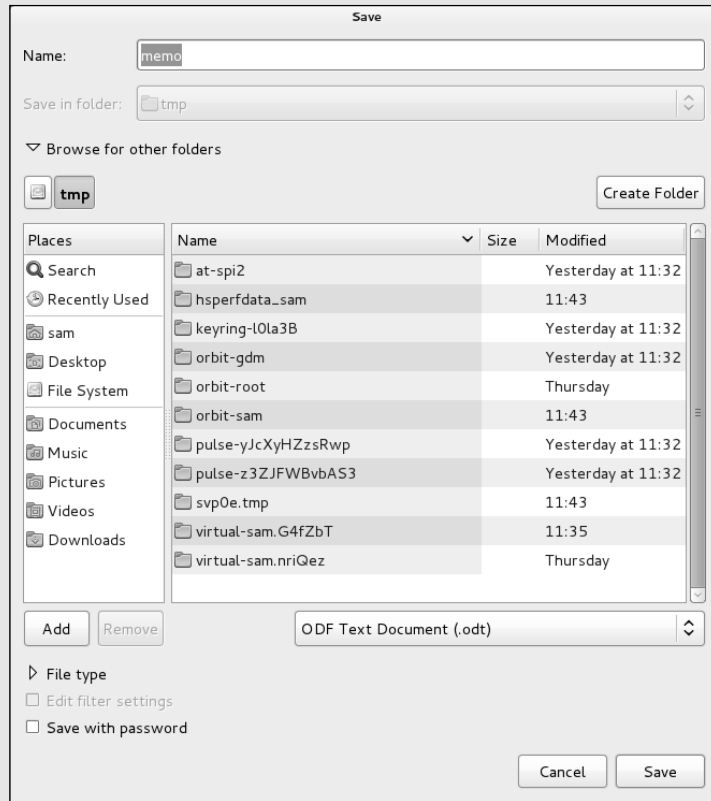 Save
Name: memo
Save in folder: tmp
Browse for other folders
tmp Create Folder
Places
Search
Recently Used
sam
Desktop
File System
Documents
Music
Pictures
Videos
Downloads
Name Size Modified
at-spi2 Yesterday at 11:32
hsperfdata_sam 11:43
keyring-l0la3B Yesterday at 11:32
orbit-gdm Yesterday at 11:32
orbit-root Thursday
orbit-sam 11:43
pulse-yJcXyHZzsRwp Yesterday at 11:32
pulse-z3ZJFWBvbAS3 Yesterday at 11:32
svp0e.tmp 11:43
virtual-sam.G4fZbT 11:35
virtual-sam.nriQez Thursday
Add Remove ODF Text Document (.odt)
File type
Edit filter settings
Save with password
Cancel Save